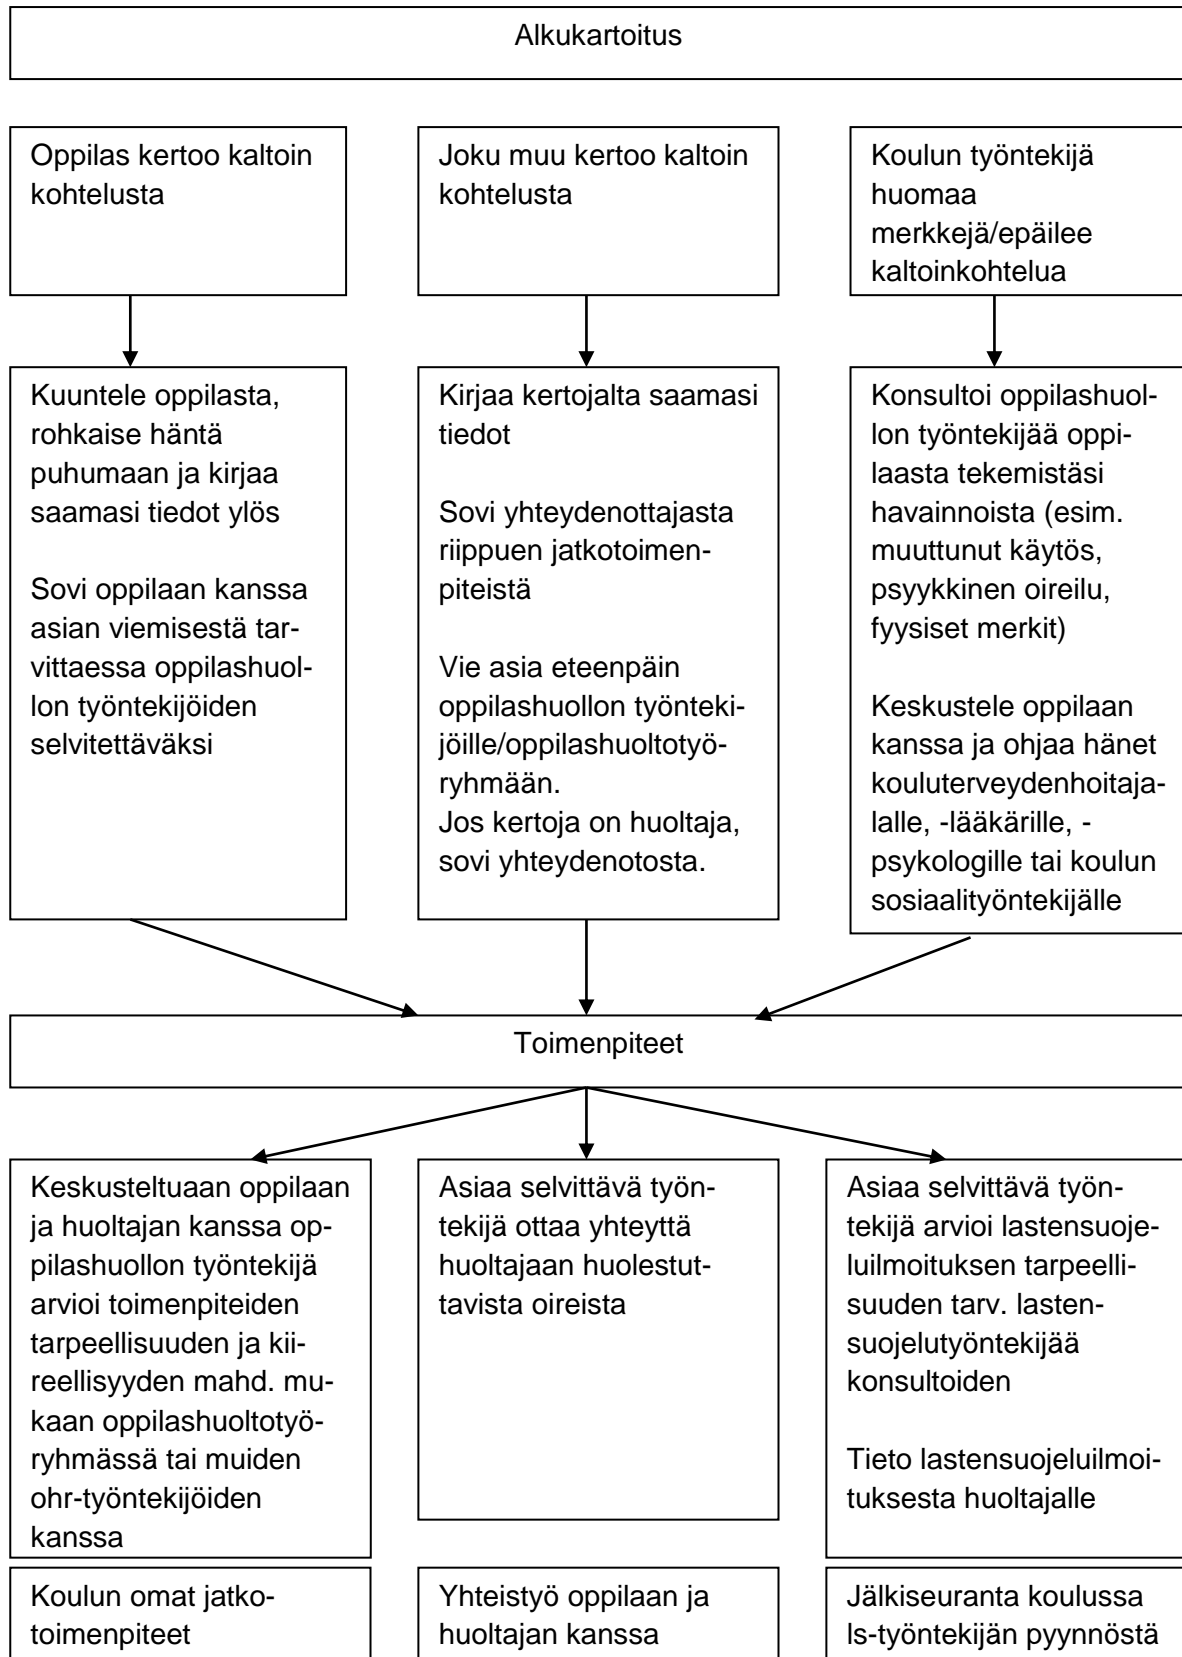 Alkukartoitus
Oppilas kertoo kaltoin
kohtelusta
Joku muu kertoo kaltoin
kohtelusta
Koulun työntekijä
huomaa
merkkejä/epäilee
kaltoinkohtelua
Kuuntele oppilasta,
rohkaise häntä
puhumaan ja kirjaa
saamasi tiedot ylös
Sovi oppilaan kanssa
asian viemisestä tar-
vittaessa oppilashuol-
lon työntekijöiden
selvitettäväksi
Kirjaa kertojalta saamasi
tiedot
Sovi yhteydenottajasta
riippuen jatkotoimen-
piteistä
Vie asia eteenpäin
oppilashuollon työnteki-
jöille/oppilashuoltotyö-
ryhmään.
Jos kertoja on huoltaja,
sovi yhteydenotosta.
Konsultoi oppilashuol-
lon työntekijää oppi-
laasta tekemistäsi
havainnoista (esim.
muuttunut käytös,
psyykkinen oireilu,
fyysiset merkit)
Keskustele oppilaan
kanssa ja ohjaa hänet
kouluterveydenhoitaja-
lalle, -lääkärille, -
psykologille tai koulun
sosiaalityöntekijälle
Toimenpiteet
Keskusteltuaan oppilaan
ja huoltajan kanssa op-
pilashuollon työntekijä
arvioi toimenpiteiden
tarpeellisuuden ja kii-
reellisyyden mahd. mu-
kaan oppilashuoltotyö-
ryhmässä tai muiden
ohr-työntekijöiden
kanssa
Asiaa selvittävä työn-
tekijä ottaa yhteyttä
huoltajaan huolestut-
tavista oireista
Asiaa selvittävä työn-
tekijä arvioi lastensuoje-
luilmoituksen tarpeelli-
suuden tarv. lasten-
suojelutyöntekijää
konsultoiden
Tieto lastensuojeluilmoi-
tuksesta huoltajalle
Koulun omat jatko-
toimenpiteet
Yhteistyö oppilaan ja
huoltajan kanssa
Jälkiseuranta koulussa
ls-työntekijän pyynnöstä